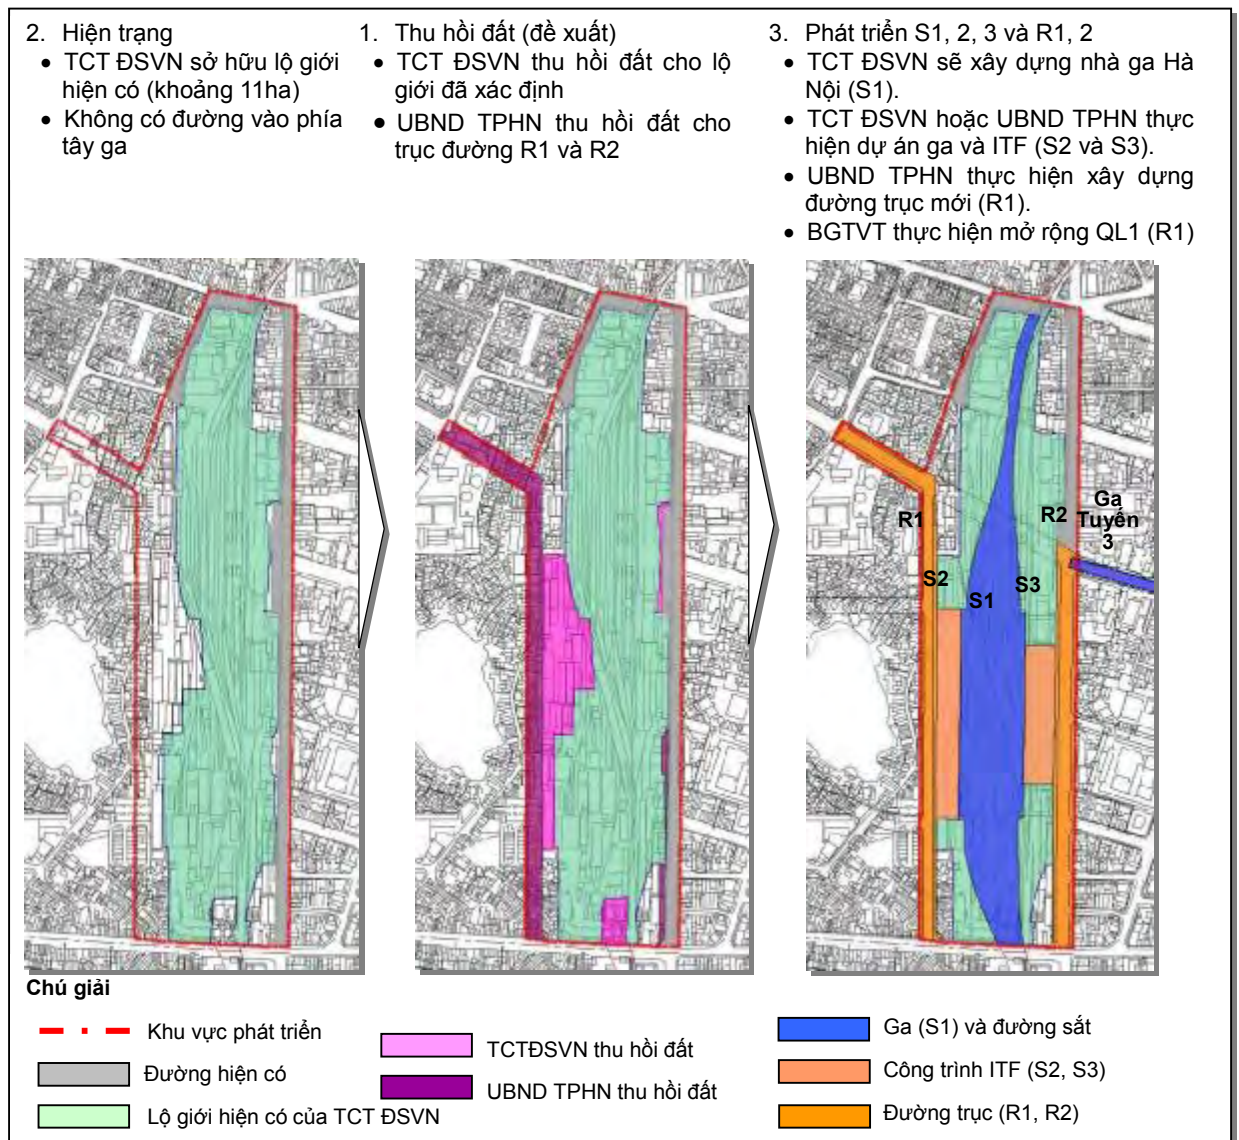 2. Hiện trạng
• TCT ĐSVN sở hữu lộ giới
hiện có (khoảng 11ha)
• Không có đường vào phía
tây ga
1. Thu hồi đất (đề xuất)
• TCT ĐSVN thu hồi đất cho lộ
giới đã xác định
• UBND TPHN thu hồi đất cho
trục đường R1 và R2
3. Phát triển S1, 2, 3 và R1, 2
• TCT ĐSVN sẽ xây dựng nhà ga Hà
Nội (S1).
• TCT ĐSVN hoặc UBND TPHN thực
hiện dự án ga và ITF (S2 và S3).
• UBND TPHN thực hiện xây dựng
đường trục mới (R1).
• BGTVT thực hiện mở rộng QL1 (R1)
R1
R2
Ga
Tuyến
3
S2
S1
S3
Chú giải
Khu vực phát triển
Đường hiện có
Lộ giới hiện có của TCT ĐSVN
TCTĐSVN thu hồi đất
UBND TPHN thu hồi đất
Ga (S1) và đường sắt
Công trình ITF (S2, S3)
Đường trục (R1, R2)